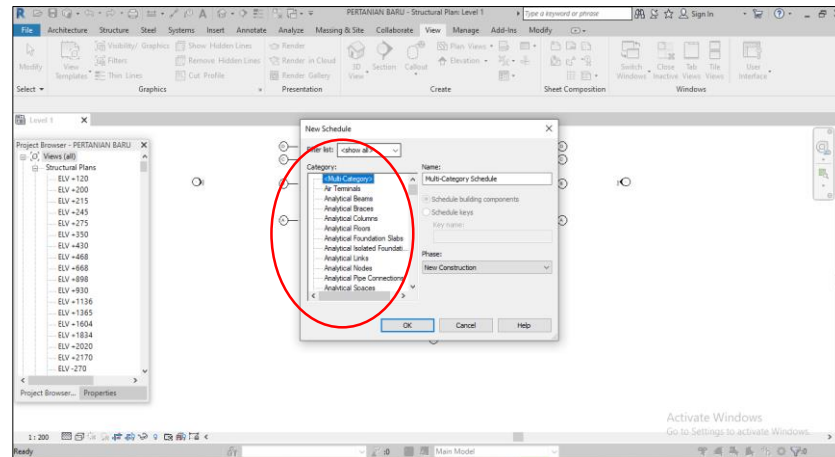 PERTANIAN BARU - Structural Plan: Level 1
Type a keyword or phrase
Sign In
File Architecture Structure Steel Systems Insert Annotate Analyze Massing & Site Collaborate View Manage Add-Ins Modify
Modify
View Templates
Visibility/ Graphics
Filters
Thin Lines
Show Hidden Lines
Remove Hidden Lines
Cut Profile
Render
Render in Cloud
Render Gallery
3D View
Section
Callout
Plan Views
Elevation
Switch Windows
Close Inactive
Tab Views
Tile Views
User Interface
Select
Graphics
Presentation
Create
Sheet Composition
Windows
Level 1
Project Browser - PERTANIAN BARU
Views (all)
Structural Plans
ELV +120
ELV +200
ELV +215
ELV +245
ELV +275
ELV +350
ELV +430
ELV +468
ELV +668
ELV +898
ELV +930
ELV +1136
ELV +1365
ELV +1604
ELV +1834
ELV +2020
ELV +2170
ELV -270
Project Browser... Properties
New Schedule
Filter list: <show all>
Category:
<Multi-Category>
Air Terminals
Analytical Beams
Analytical Braces
Analytical Columns
Analytical Floors
Analytical Foundation Slabs
Analytical Isolated Foundati...
Analytical Links
Analytical Nodes
Analytical Pipe Connections
Analytical Spaces
Name:
Multi-Category Schedule
Schedule building components
Schedule keys
Key name:
Phase:
New Construction
OK Cancel Help
Activate Windows
Go to Settings to activate Windows.
1 : 200
Ready
:0
Main Model
:0